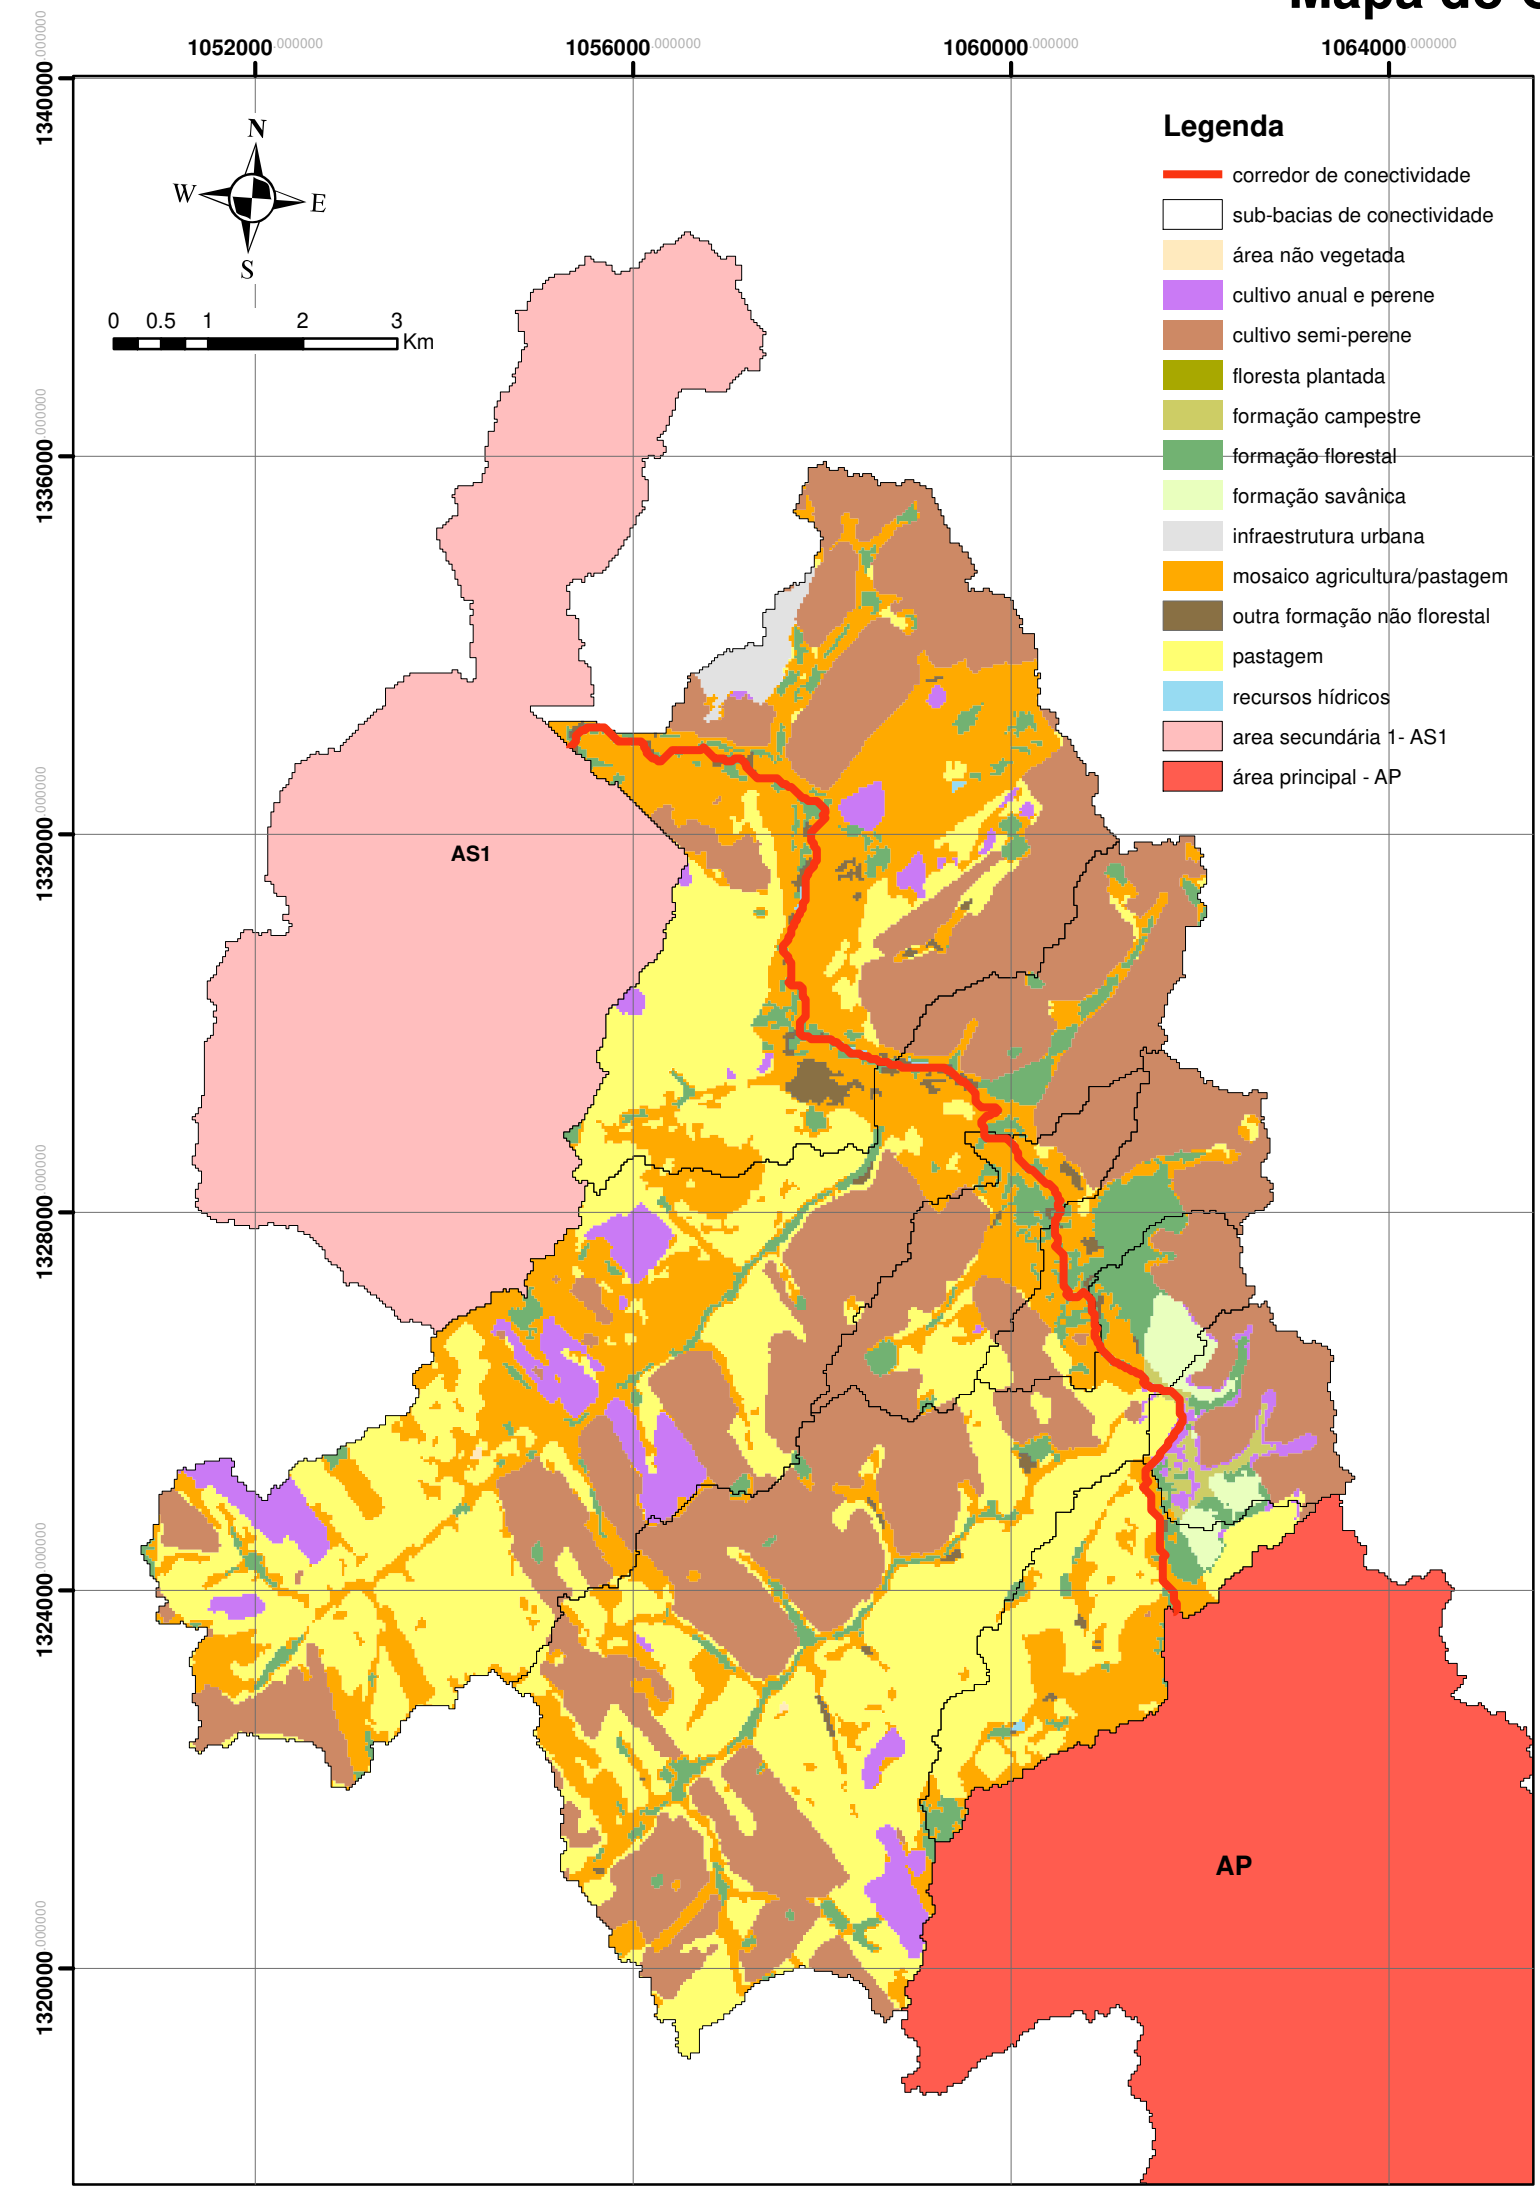 Mapa do C
1052000.000000 1056000.000000 1060000.000000 1064000.000000
1340000.000000
1336000.000000
1332000.000000
1328000.000000
1324000.000000
1320000.000000
N
W E
S
0 0.5 1 2 3
Km
Legenda
corredor de conectividade
sub-bacias de conectividade
área não vegetada
cultivo anual e perene
cultivo semi-perene
floresta plantada
formação campestre
formação florestal
formação savânica
infraestrutura urbana
mosaico agricultura/pastagem
outra formação não florestal
pastagem
recursos hídricos
area secundária 1- AS1
área principal - AP
AS1
AP